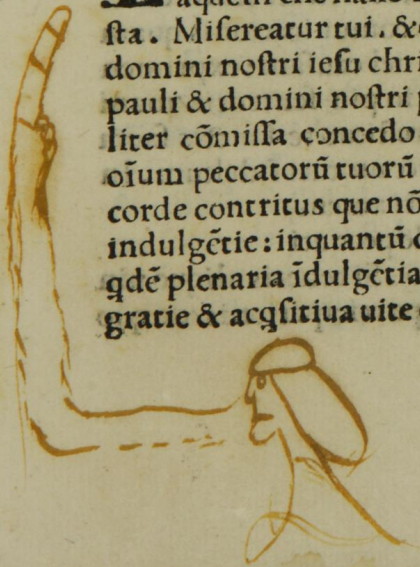 ſta. Miſereatur tui. &
domini noſtri ieſu chri
pauli & domini noſtri
liter cōmiſſa concedo
oīum peccatorū tuorū
corde contritus que nō
indulgētie: inquantū
qdē plenaria īdulgētia
gratie & acqſitiua uite